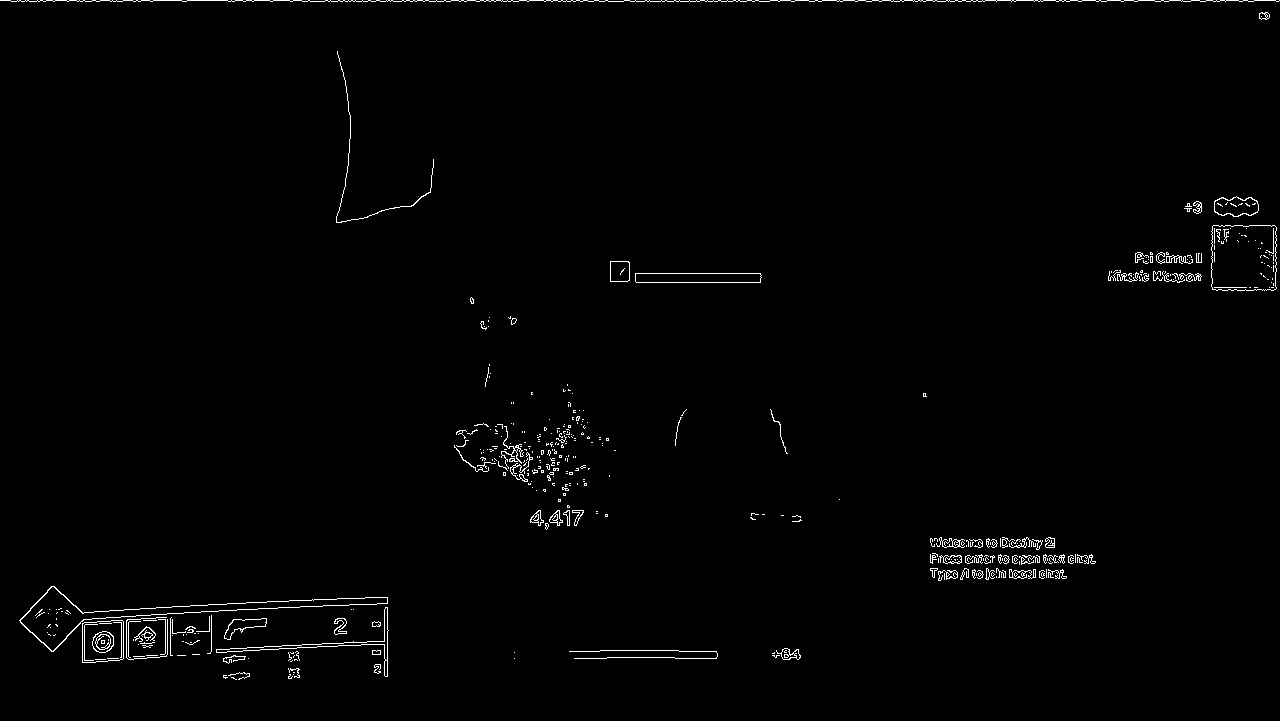 +3
Psi Cirrus II
Kinetic Weapon
4,417
Welcome to Destiny 2!
Press enter to open text chat.
Type /l to join local chat.
2
+64